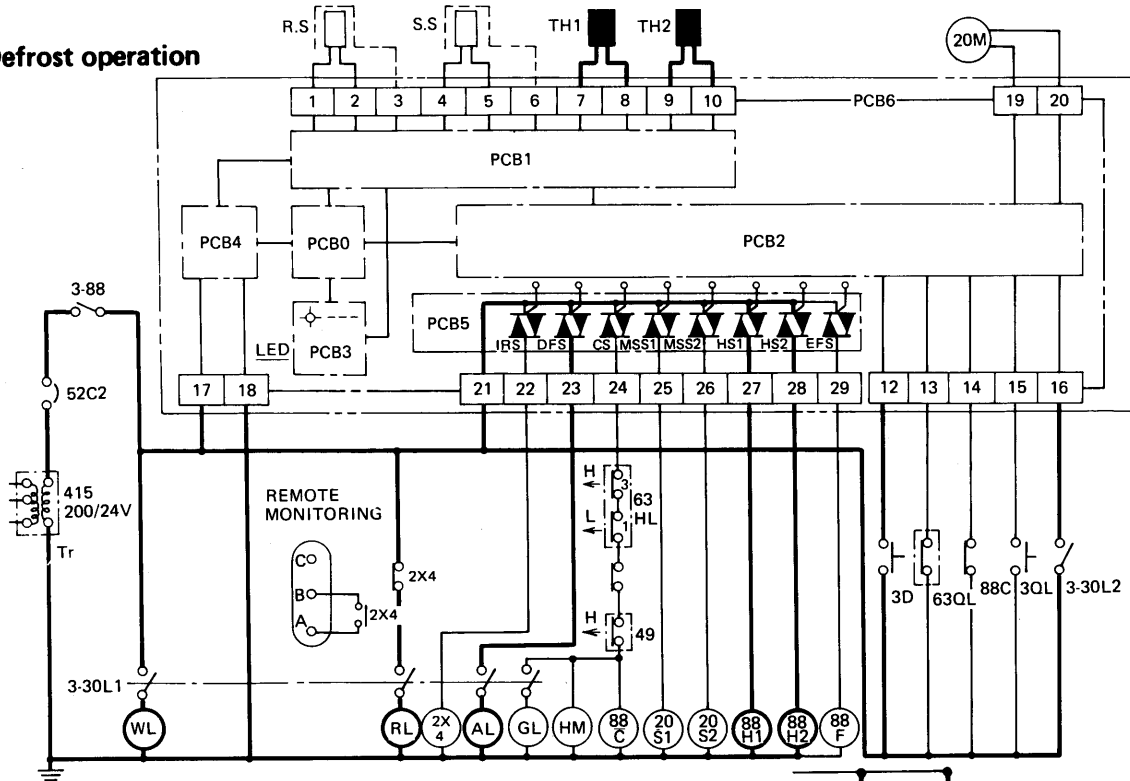 R.S
S.S
TH1
TH2
20M
efrost operation
1 2 3 4 5 6 7 8 9 10
PCB6
19 20
PCB1
PCB4
PCB0
PCB2
3-88
PCB5
LED
PCB3
IRS DFS CS MSS1 MSS2 HS1 HS2 EFS
52C2
17 18
21 22 23 24 25 26 27 28 29
12 13 14 15 16
415
200/24V
Tr
REMOTE
MONITORING
C
B
A
2X4
2X4
H
3
63
L
1
HL
H
49
3D
63QL
88C
3QL
3-30L2
3-30L1
WL
RL
2X
4
AL
GL
HM
88
C
20
S1
20
S2
88
H1
88
H2
88
F